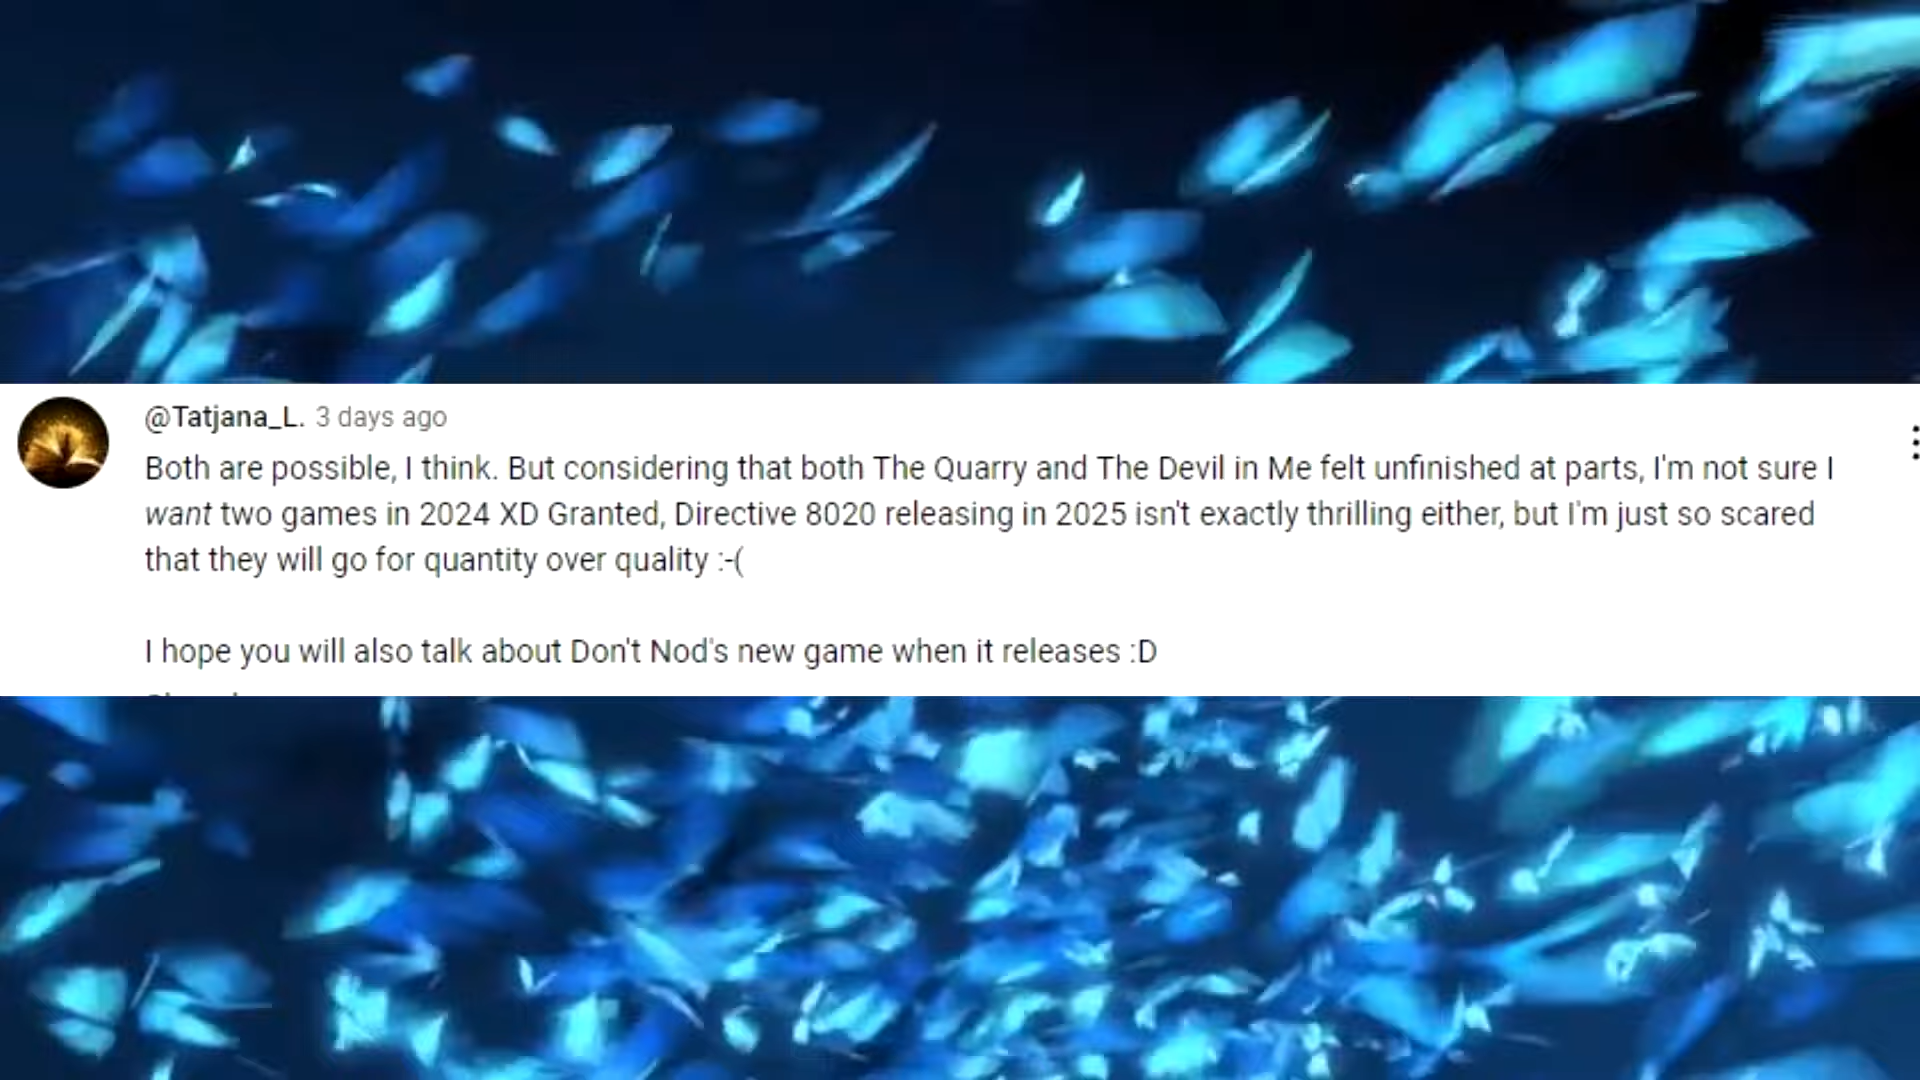 @Tatjana_L. 3 days ago
Both are possible, I think. But considering that both The Quarry and The Devil in Me felt unfinished at parts, I'm not sure I
want two games in 2024 XD Granted, Directive 8020 releasing in 2025 isn't exactly thrilling either, but I'm just so scared
that they will go for quantity over quality :-(
I hope you will also talk about Don't Nod's new game when it releases :D